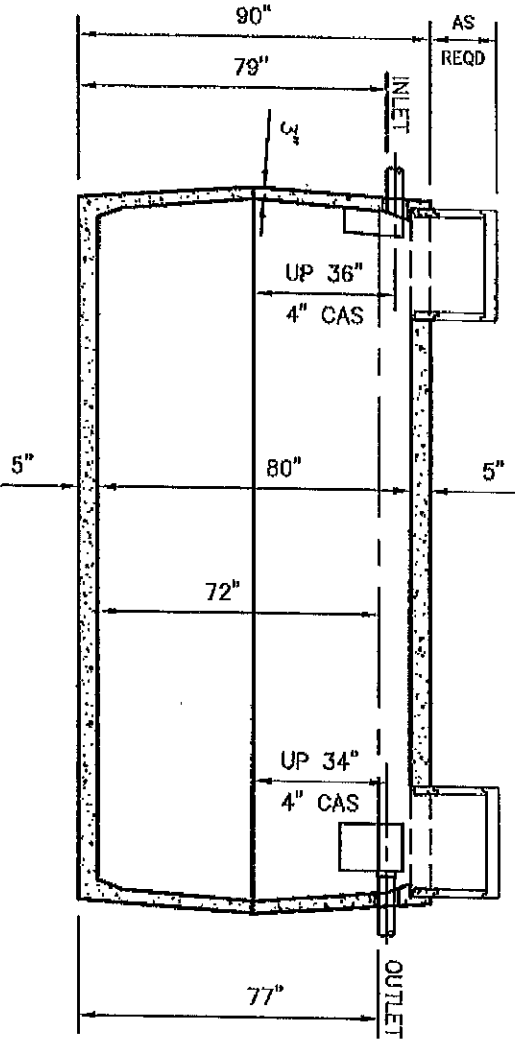 90"
AS
REQD
79"
INLET
3"
UP 36"
4" CAS
5"
80"
5"
72"
UP 34"
4" CAS
77"
OUTLET